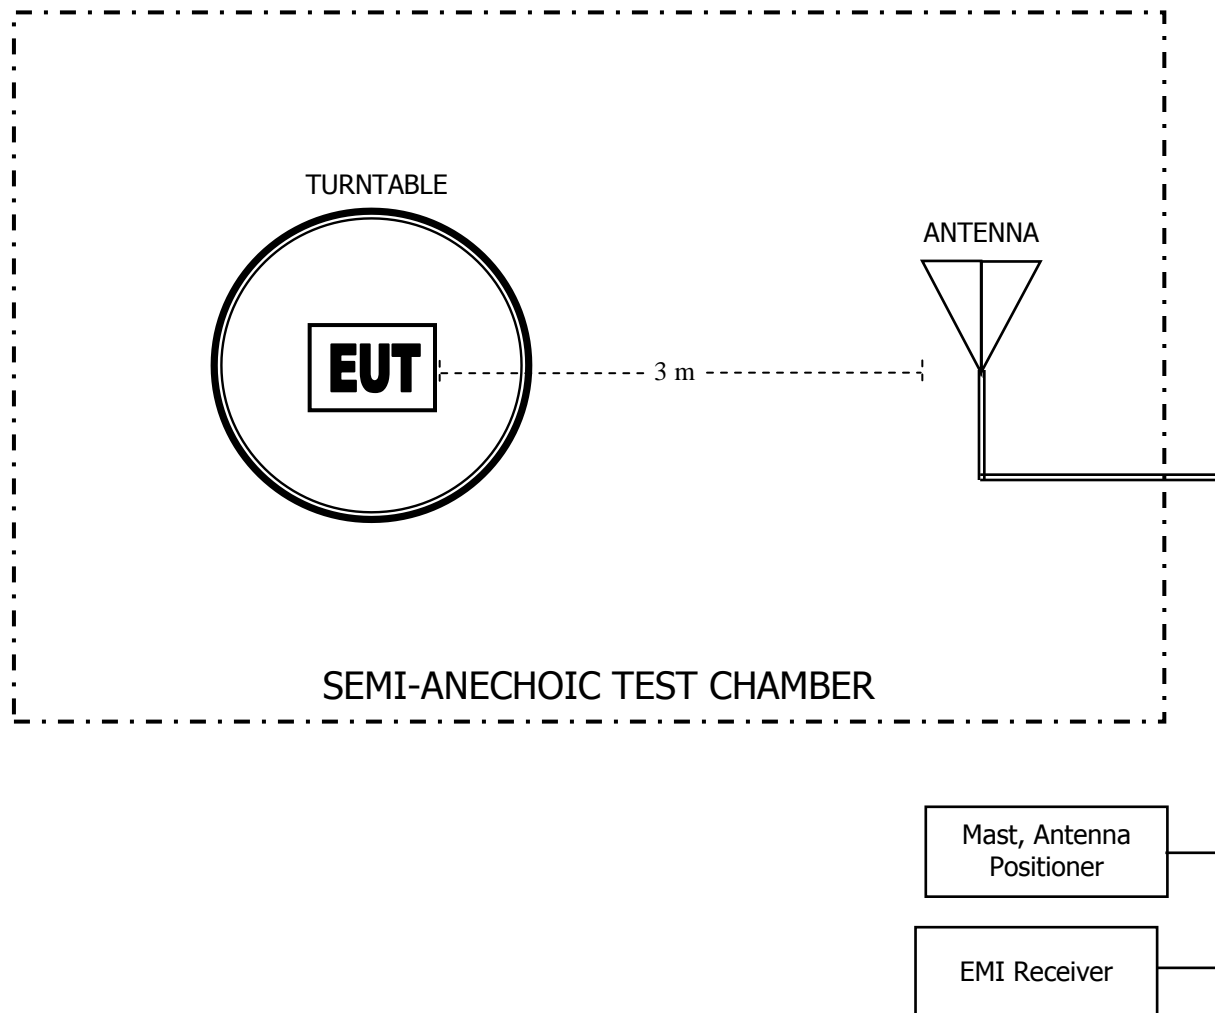 TURNTABLE
ANTENNA
EUT
3 m
SEMI-ANECHOIC TEST CHAMBER
Mast, Antenna
Positioner
EMI Receiver